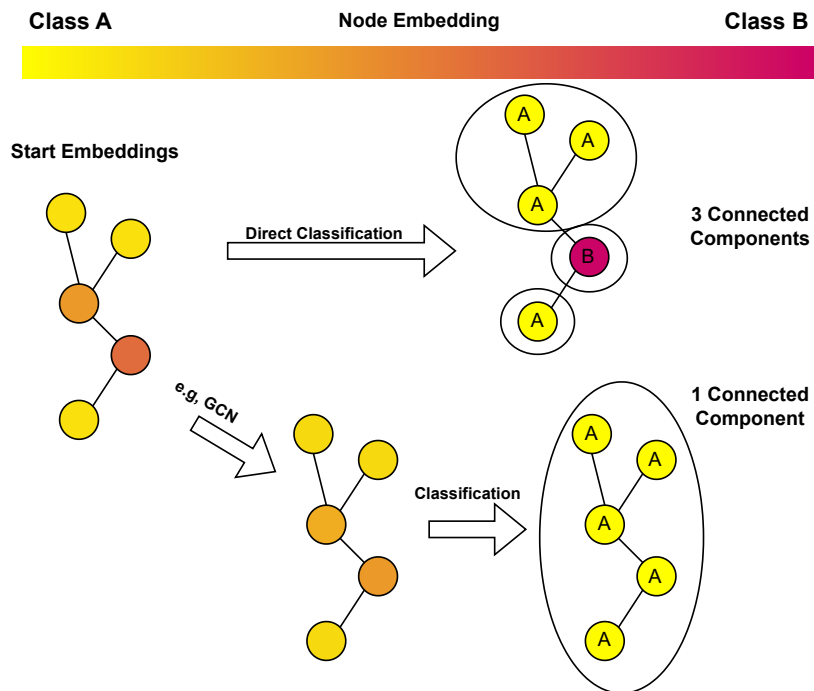 Class A
Node Embedding
Class B
Start Embeddings
A
A
A
B
A
Direct Classification
3 Connected
Components
e.g, GCN
Classification
1 Connected
Component
A
A
A
A
A